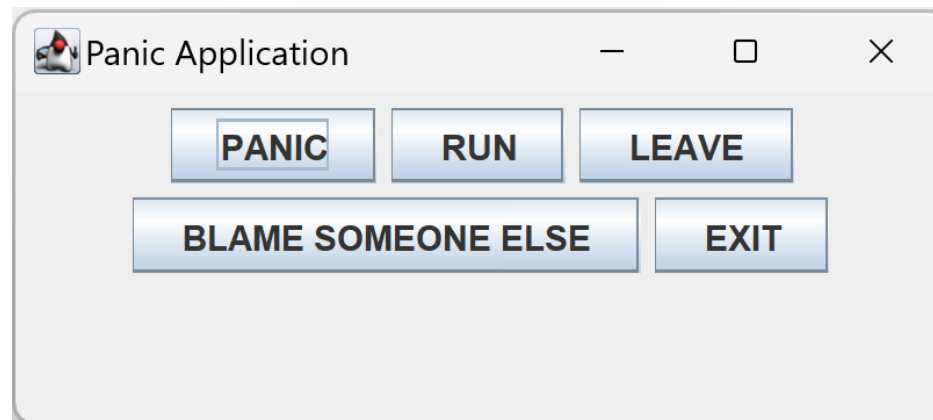 Panic Application
PANIC RUN LEAVE
BLAME SOMEONE ELSE EXIT